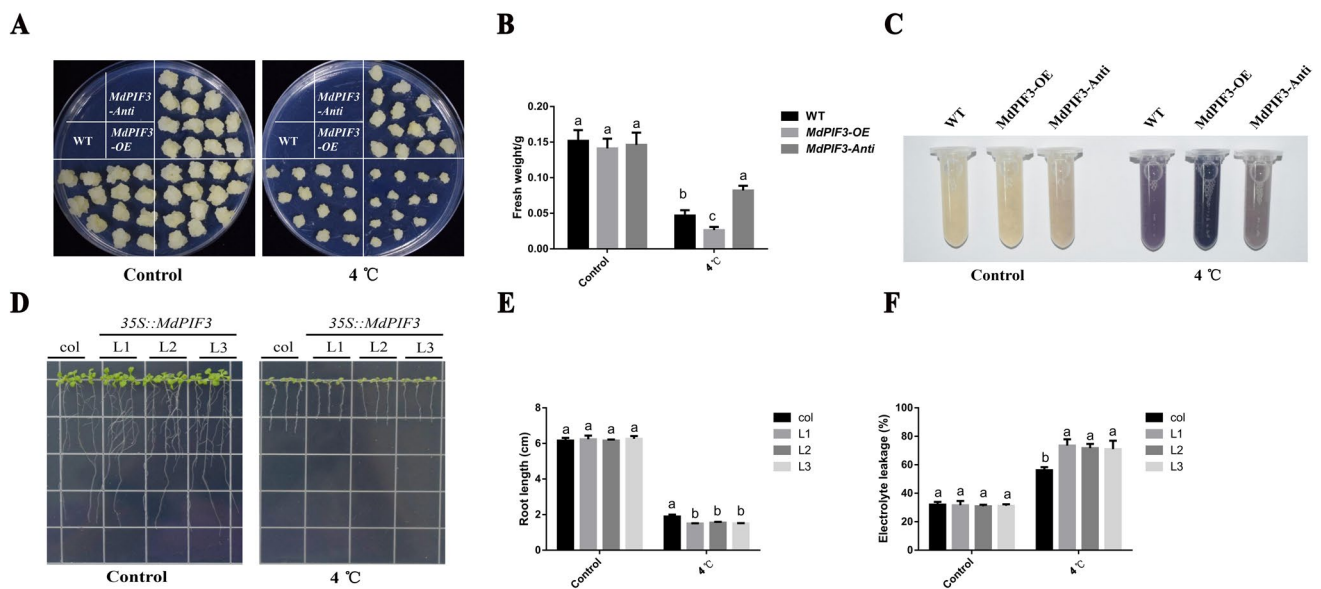 A
MdPIF3
-Anti
WT
MdPIF3
-OE
MdPIF3
-Anti
WT
MdPIF3
-OE
Control
4 ℃
B
Fresh weight/g
0.20
0.15
0.10
0.05
0.00
a
a
a
b
c
a
Control
4 ℃
WT
MdPIF3-OE
MdPIF3-Anti
C
WT
MdPIF3-OE
MdPIF3-Anti
WT
MdPIF3-OE
MdPIF3-Anti
Control
4 ℃
D
35S::MdPIF3
col
L1
L2
L3
35S::MdPIF3
col
L1
L2
L3
Control
4 ℃
E
Root length (cm)
8
6
4
2
0
a
a
a
a
a
b
b
b
Control
4 ℃
col
L1
L2
L3
F
Electrolyte leakage (%)
100
80
60
40
20
0
a
a
a
a
b
a
a
a
Control
4 ℃
col
L1
L2
L3